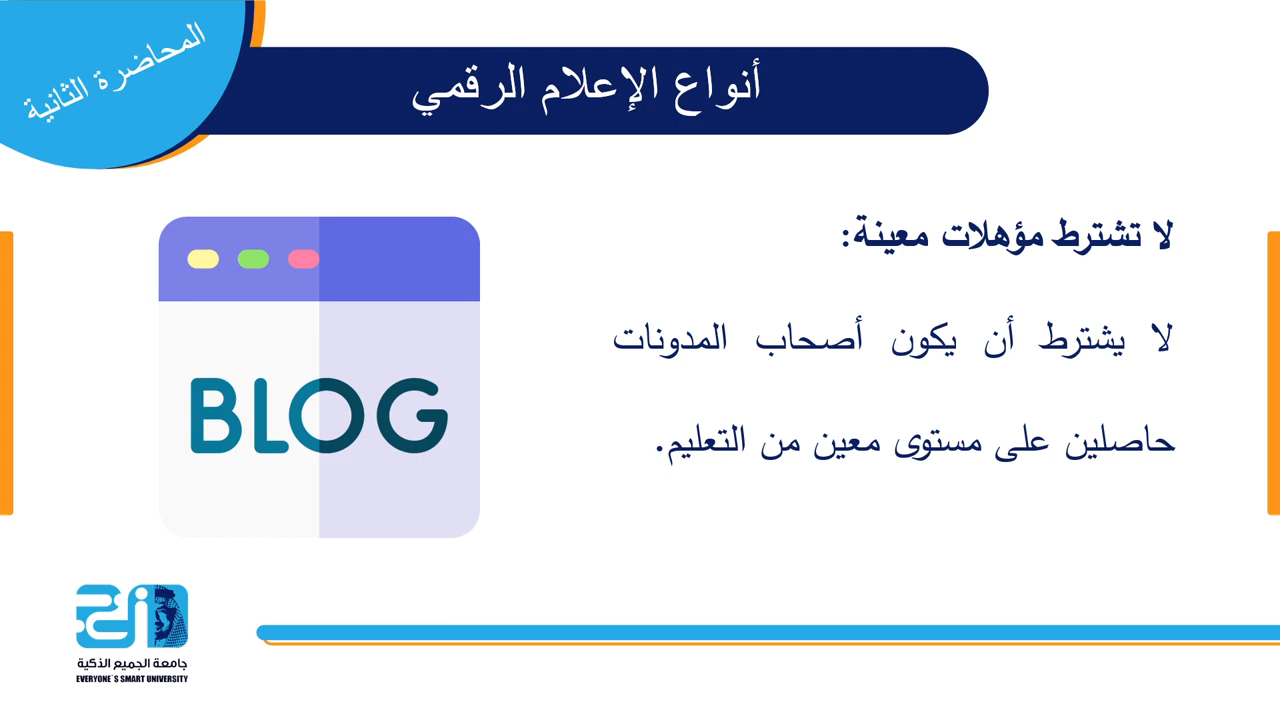 المحاضرة الثانية
أنواع الإعلام الرقمي
لا تشترط مؤهلات معينة:
لا يشترط أن يكون أصحاب المدونات
حاصلين على مستوى معين من التعليم.
BLOG
جامعة الجميع الذكية
EVERYONE`S SMART UNIVERSITY